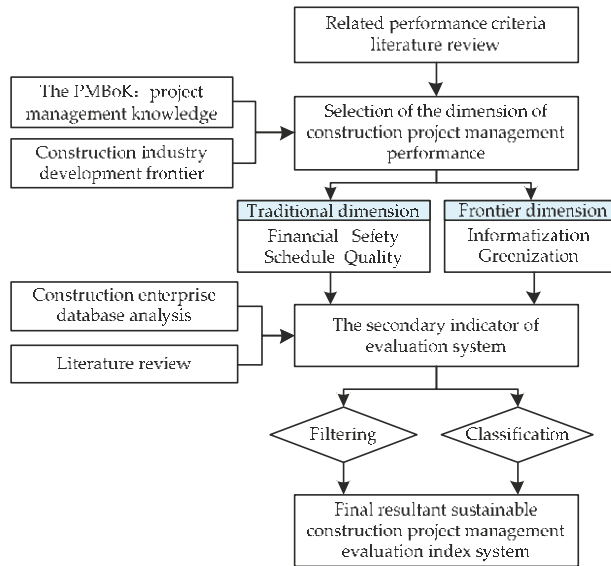 Related performance criteria
literature review
The PMBoK: project
management knowledge
Construction industry
development frontier
Selection of the dimension of
construction project management
performance
Traditional dimension
Financial Sefety
Schedule Quality
Frontier dimension
Informatization
Greenization
Construction enterprise
database analysis
Literature review
The secondary indicator of
evaluation system
Filtering
Classification
Final resultant sustainable
construction project management
evaluation index system